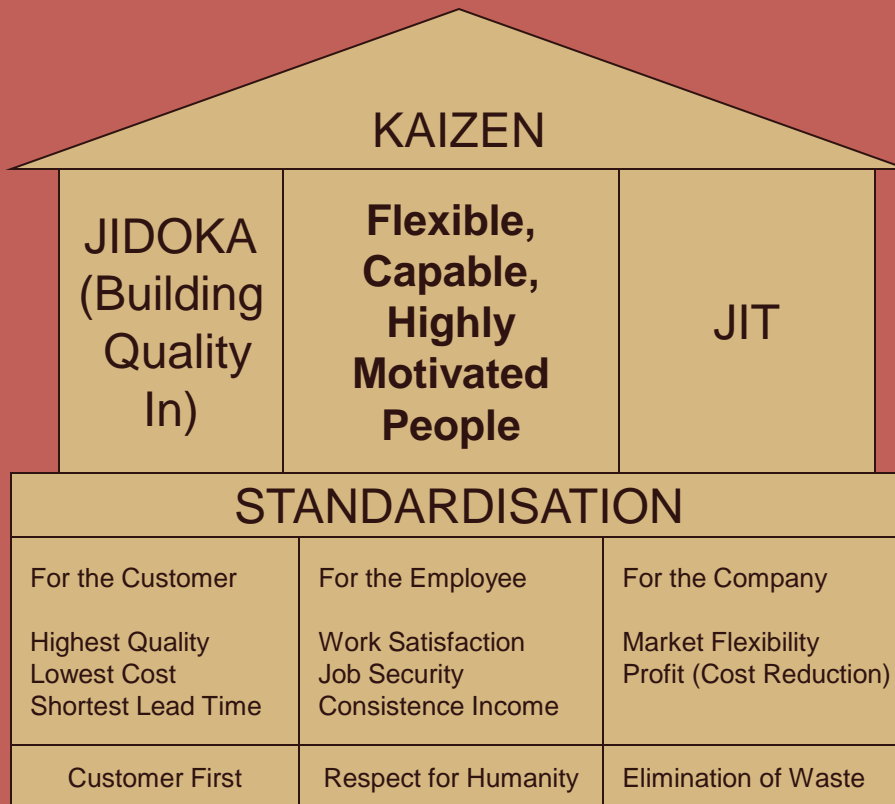 KAIZEN
JIDOKA
(Building
Quality
In)
Flexible,
Capable,
Highly
Motivated
People
JIT
STANDARDISATION
For the Customer
Highest Quality
Lowest Cost
Shortest Lead Time
For the Employee
Work Satisfaction
Job Security
Consistence Income
For the Company
Market Flexibility
Profit (Cost Reduction)
Customer First
Respect for Humanity
Elimination of Waste